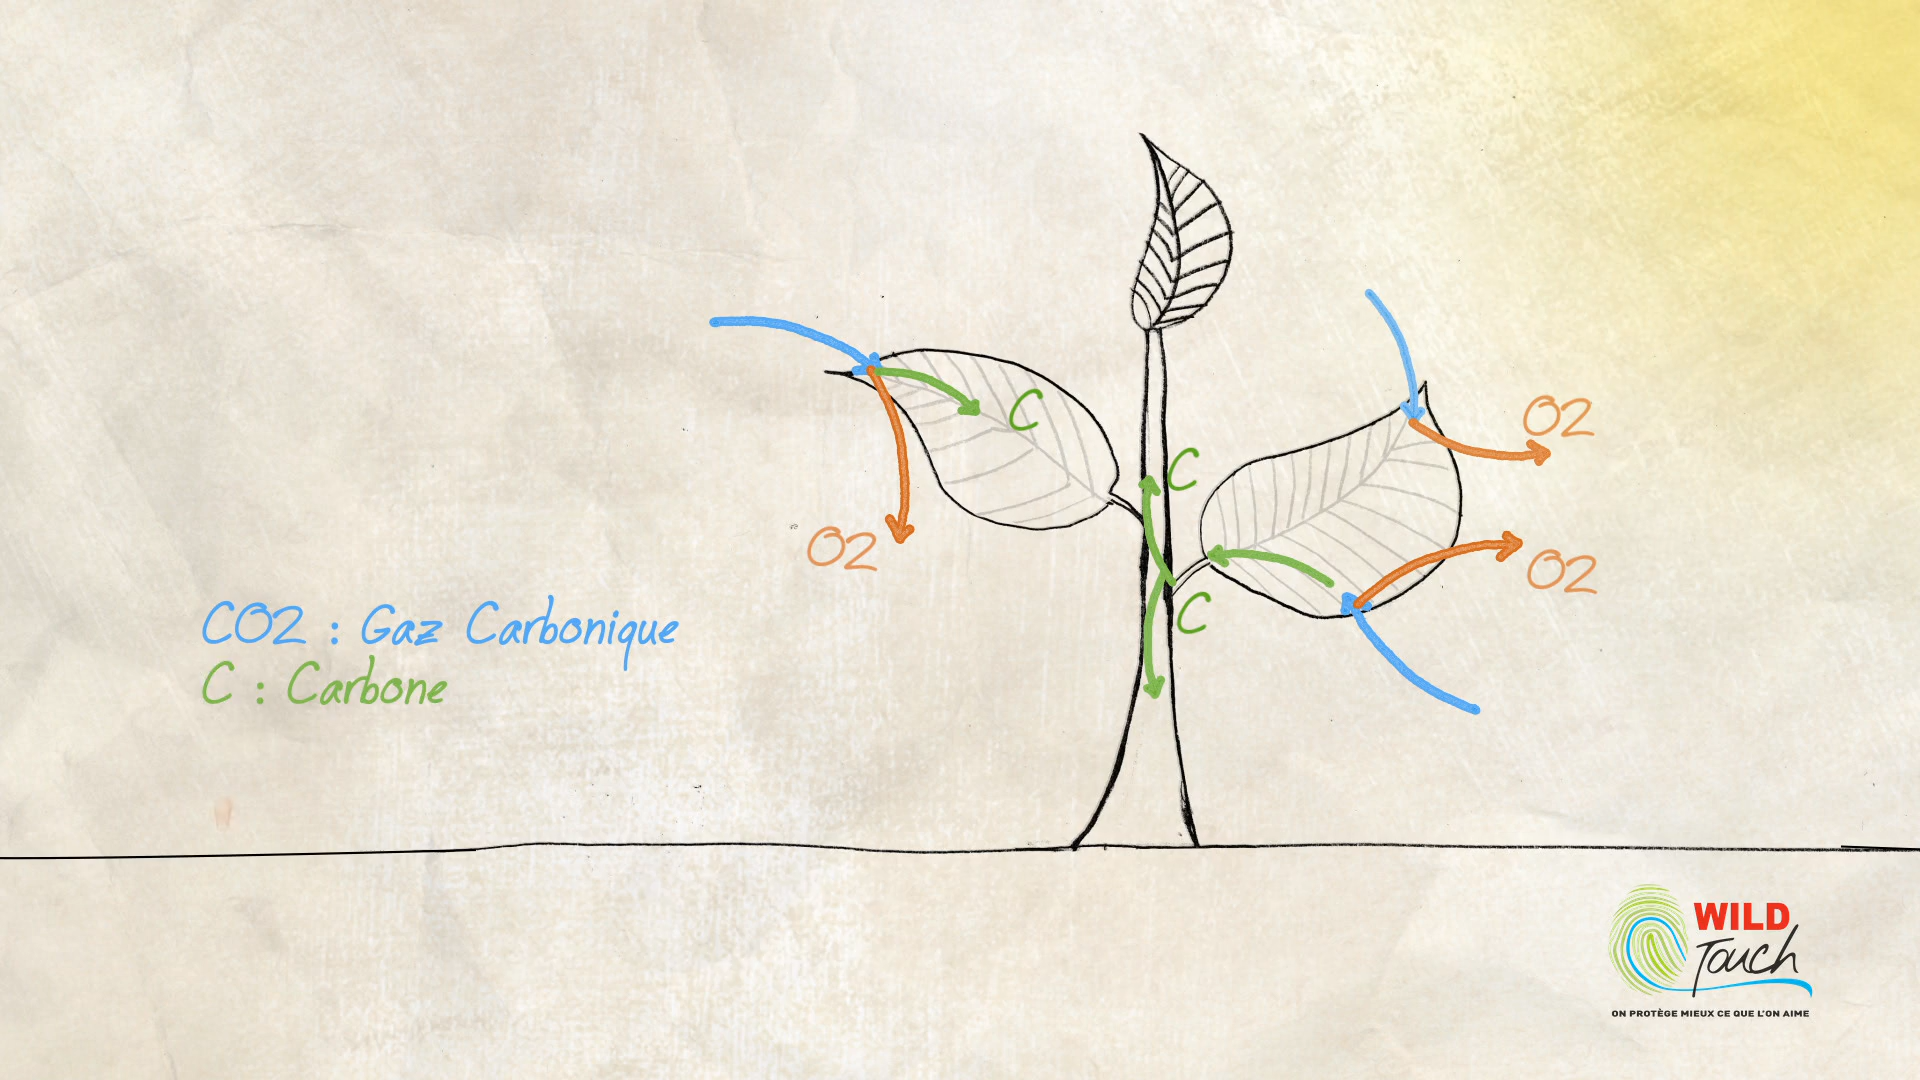 C
C
O2
O2
O2
C
CO2 : Gaz Carbonique
C : Carbone
WILD
Touch
ON PROTÈGE MIEUX CE QUE L'ON AIME